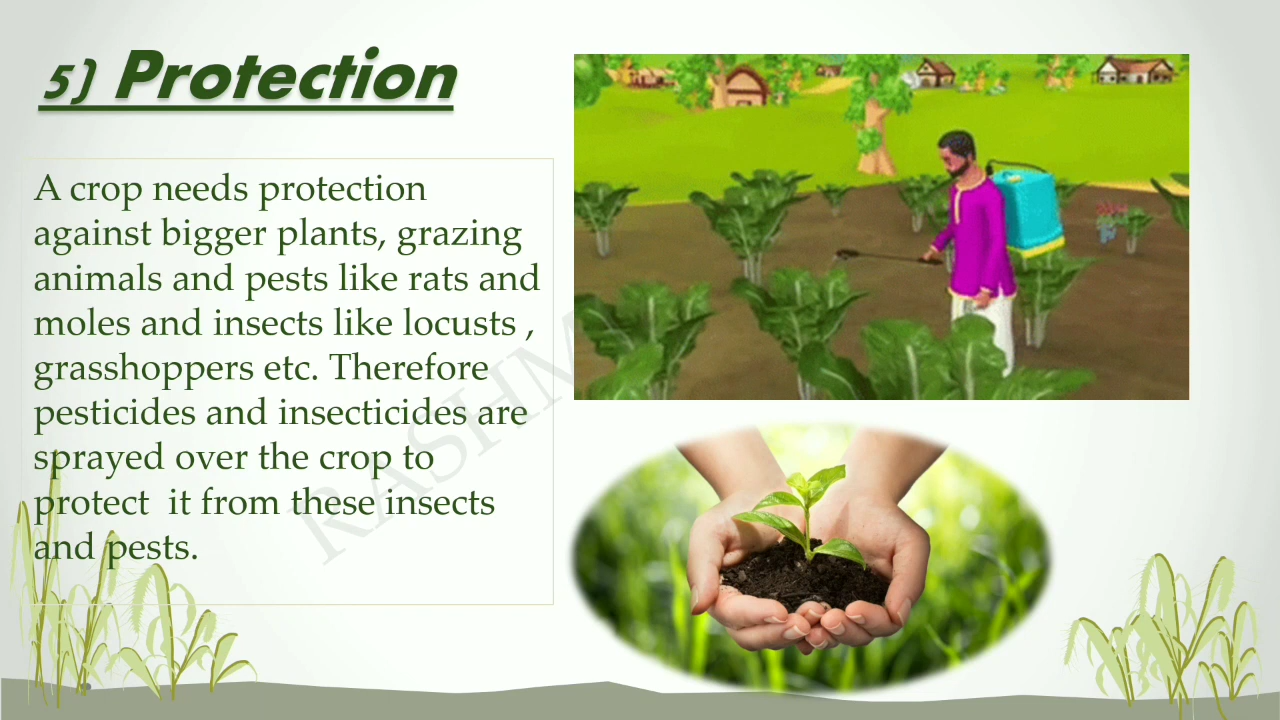 5) Protection
A crop needs protection
against bigger plants, grazing
animals and pests like rats and
moles and insects like locusts ,
grasshoppers etc. Therefore
pesticides and insecticides are
sprayed over the crop to
protect  it from these insects
and pests.
RASHM